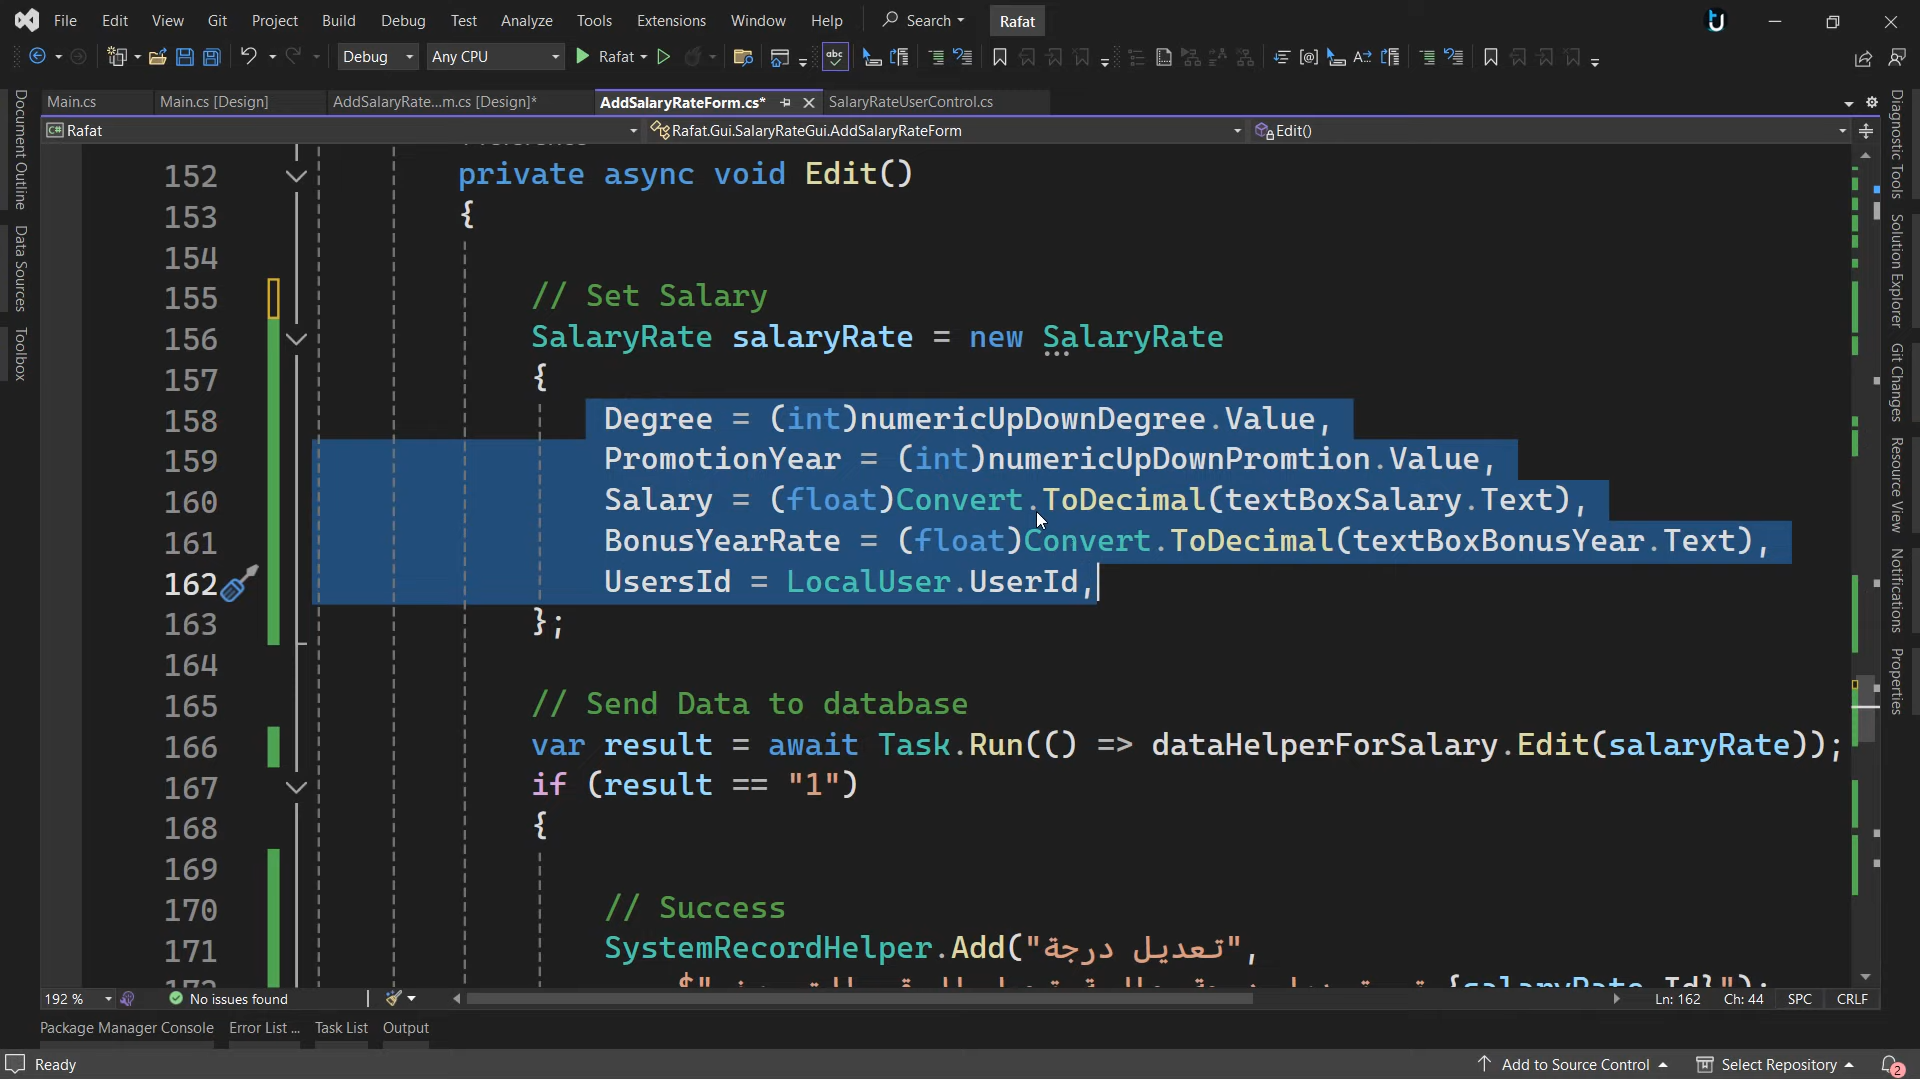 File Edit View Git Project Build Debug Test Analyze Tools Extensions Window Help Search Rafat
Debug Any CPU Rafat
Main.cs Main.cs [Design] AddSalaryRate...m.cs [Design]* AddSalaryRateForm.cs* SalaryRateUserControl.cs
Rafat Rafat.Gui.SalaryRateGui.AddSalaryRateForm Edit()
152 private async void Edit()
153 {
154
155 // Set Salary
156 SalaryRate salaryRate = new SalaryRate
157 {
158 Degree = (int)numericUpDownDegree.Value,
159 PromotionYear = (int)numericUpDownPromtion.Value,
160 Salary = (float)Convert.ToDecimal(textBoxSalary.Text),
161 BonusYearRate = (float)Convert.ToDecimal(textBoxBonusYear.Text),
162 UsersId = LocalUser.UserId,
163 };
164
165 // Send Data to database
166 var result = await Task.Run(() => dataHelperForSalary.Edit(salaryRate));
167 if (result == "1")
168 {
169
170 // Success
171 SystemRecordHelper.Add("تعديل درجة",
192 % No issues found Ln: 162 Ch: 44 SPC CRLF
Package Manager Console Error List ... Task List Output
Ready Add to Source Control Select Repository 2
Document Outline
Data Sources
Toolbox
Diagnostic Tools
Solution Explorer
Git Changes
Resource View
Notifications
Properties